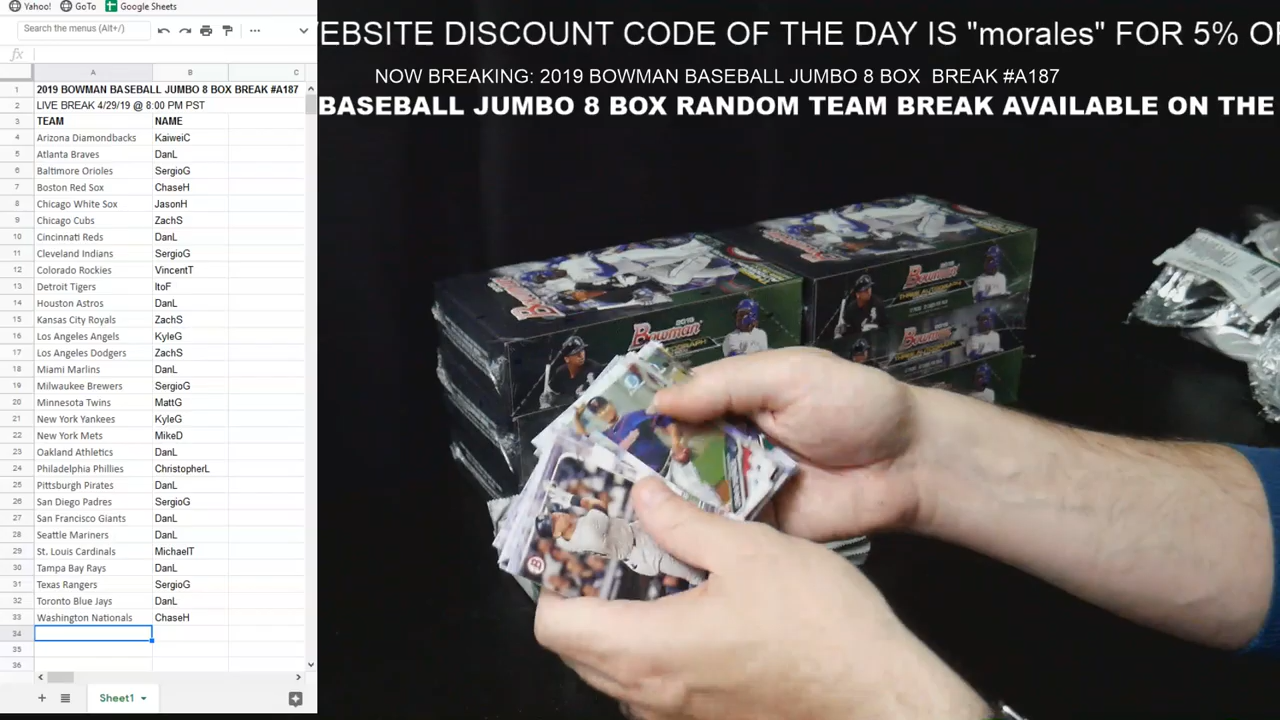 Yahoo! GoTo Google Sheets
Search the menus (Alt+/)
fx
A B C
1 2019 BOWMAN BASEBALL JUMBO 8 BOX BREAK #A187
2 LIVE BREAK 4/29/19 @ 8:00 PM PST
3 TEAM NAME
4 Arizona Diamondbacks KaiweiC
5 Atlanta Braves DanL
6 Baltimore Orioles SergioG
7 Boston Red Sox ChaseH
8 Chicago White Sox JasonH
9 Chicago Cubs ZachS
10 Cincinnati Reds DanL
11 Cleveland Indians SergioG
12 Colorado Rockies VincentT
13 Detroit Tigers ItoF
14 Houston Astros DanL
15 Kansas City Royals ZachS
16 Los Angeles Angels KyleG
17 Los Angeles Dodgers ZachS
18 Miami Marlins DanL
19 Milwaukee Brewers SergioG
20 Minnesota Twins MattG
21 New York Yankees KyleG
22 New York Mets MikeD
23 Oakland Athletics DanL
24 Philadelphia Phillies ChristopherL
25 Pittsburgh Pirates DanL
26 San Diego Padres SergioG
27 San Francisco Giants DanL
28 Seattle Mariners DanL
29 St. Louis Cardinals MichaelT
30 Tampa Bay Rays DanL
31 Texas Rangers SergioG
32 Toronto Blue Jays DanL
33 Washington Nationals ChaseH
34
35
36
Sheet1
EBSITE DISCOUNT CODE OF THE DAY IS "morales" FOR 5% O
NOW BREAKING: 2019 BOWMAN BASEBALL JUMBO 8 BOX BREAK #A187
BASEBALL JUMBO 8 BOX RANDOM TEAM BREAK AVAILABLE ON THE
Bowman
Bowman
Bowman
Bowman
Bowman
B